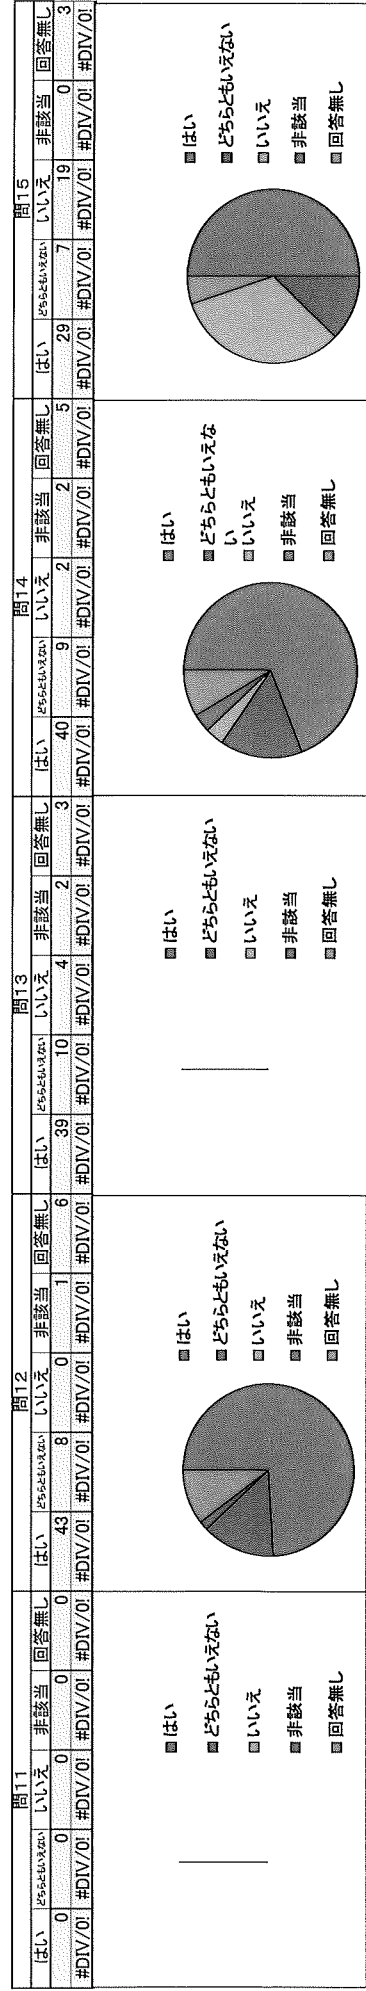 問11 問12 問13 問14 問15
はい どちらともいえない いいえ 非該当 回答無し はい どちらともいえない いいえ 非該当 回答無し はい どちらともいえない いいえ 非該当 回答無し はい どちらともいえない いいえ 非該当 回答無し はい どちらともいえない いいえ 非該当 回答無し
0 0 0 0 0 43 8 0 1 6 39 10 4 2 3 40 9 2 2 5 29 7 19 0 3
#DIV/0! #DIV/0! #DIV/0! #DIV/0! #DIV/0! #DIV/0! #DIV/0! #DIV/0! #DIV/0! #DIV/0! #DIV/0! #DIV/0! #DIV/0! #DIV/0! #DIV/0! #DIV/0! #DIV/0! #DIV/0! #DIV/0! #DIV/0! #DIV/0! #DIV/0! #DIV/0! #DIV/0! #DIV/0!
はい
どちらともいえない
いいえ
非該当
回答無し
はい
どちらともいえない
いいえ
非該当
回答無し
はい
どちらともいえない
いいえ
非該当
回答無し
はい
どちらともいえな
い
いいえ
非該当
回答無し
はい
どちらともいえない
いいえ
非該当
回答無し